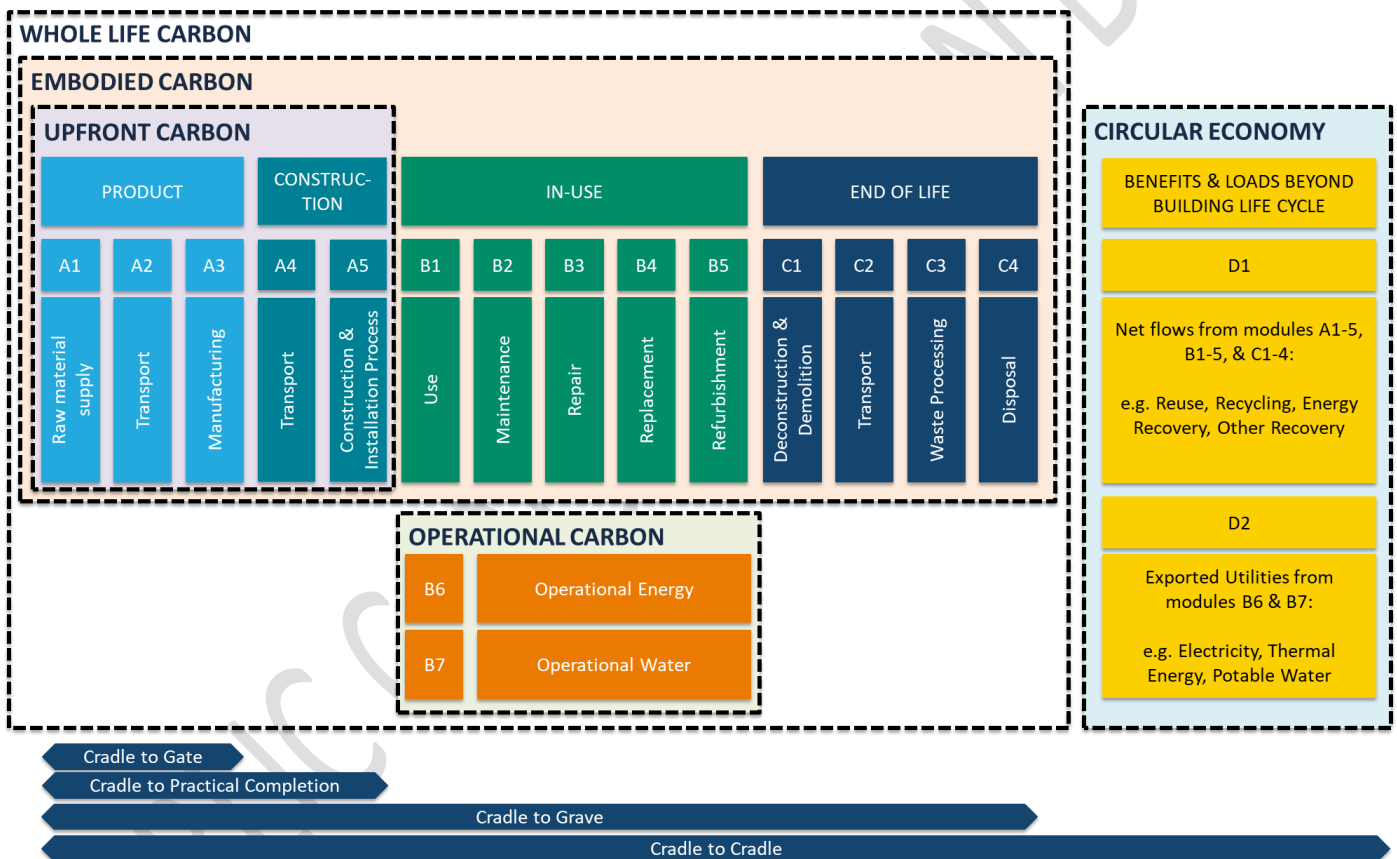 WHOLE LIFE CARBON
EMBODIED CARBON
UPFRONT CARBON
PRODUCT
CONSTRUC-
TION
IN-USE
END OF LIFE
A1
A2
A3
A4
A5
B1
B2
B3
B4
B5
C1
C2
C3
C4
Raw material
supply
Transport
Manufacturing
Transport
Construction &
Installation Process
Use
Maintenance
Repair
Replacement
Refurbishment
Deconstruction &
Demolition
Transport
Waste Processing
Disposal
OPERATIONAL CARBON
B6
Operational Energy
B7
Operational Water
CIRCULAR ECONOMY
BENEFITS & LOADS BEYOND
BUILDING LIFE CYCLE
D1
Net flows from modules A1-5,
B1-5, & C1-4:
e.g. Reuse, Recycling, Energy
Recovery, Other Recovery
D2
Exported Utilities from
modules B6 & B7:
e.g. Electricity, Thermal
Energy, Potable Water
Cradle to Gate
Cradle to Practical Completion
Cradle to Grave
Cradle to Cradle